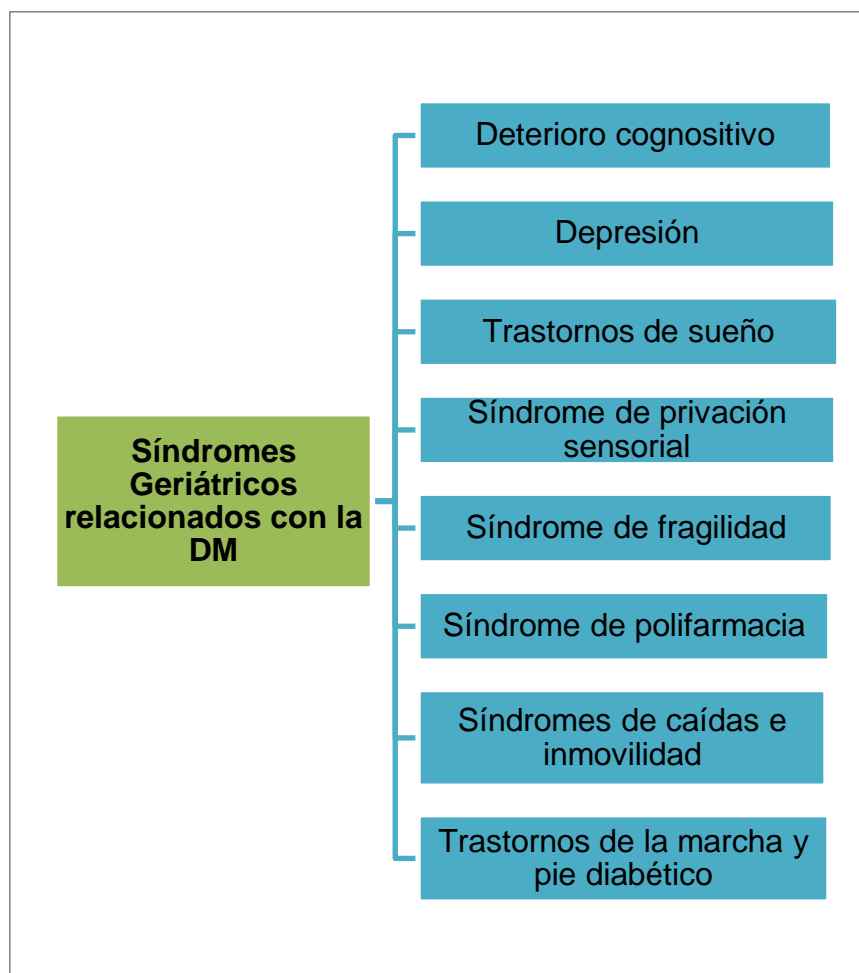 Deterioro cognositivo
Depresión
Trastornos de sueño
Síndrome de privación
sensorial
Síndromes
Geriátricos
relacionados con la
DM
Síndrome de fragilidad
Síndrome de polifarmacia
Síndromes de caídas e
inmovilidad
Trastornos de la marcha y
pie diabético